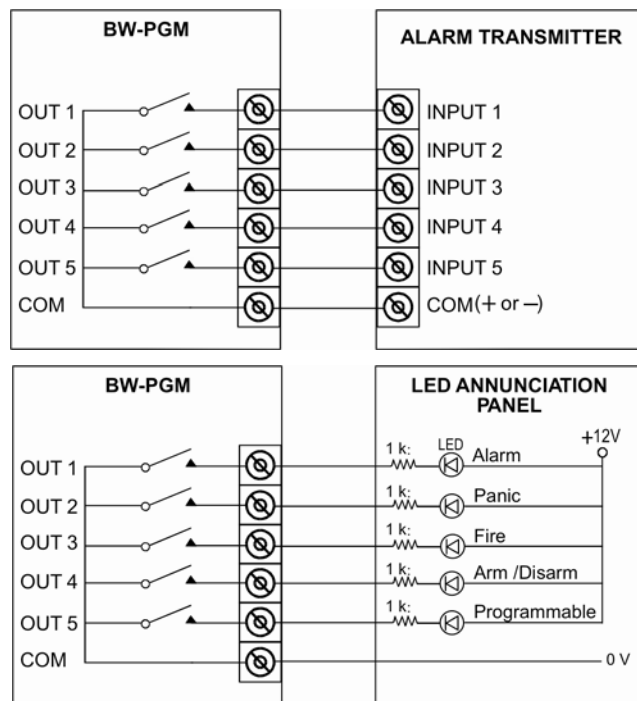 BW-PGM
ALARM TRANSMITTER
OUT 1
INPUT 1
OUT 2
INPUT 2
OUT 3
INPUT 3
OUT 4
INPUT 4
OUT 5
INPUT 5
COM
COM (+ or –)
BW-PGM
LED ANNUNCIATION
PANEL
+12V
OUT 1
1 k:
LED
Alarm
OUT 2
1 k:
Panic
OUT 3
1 k:
Fire
OUT 4
1 k:
Arm /Disarm
OUT 5
1 k:
Programmable
COM
0 V